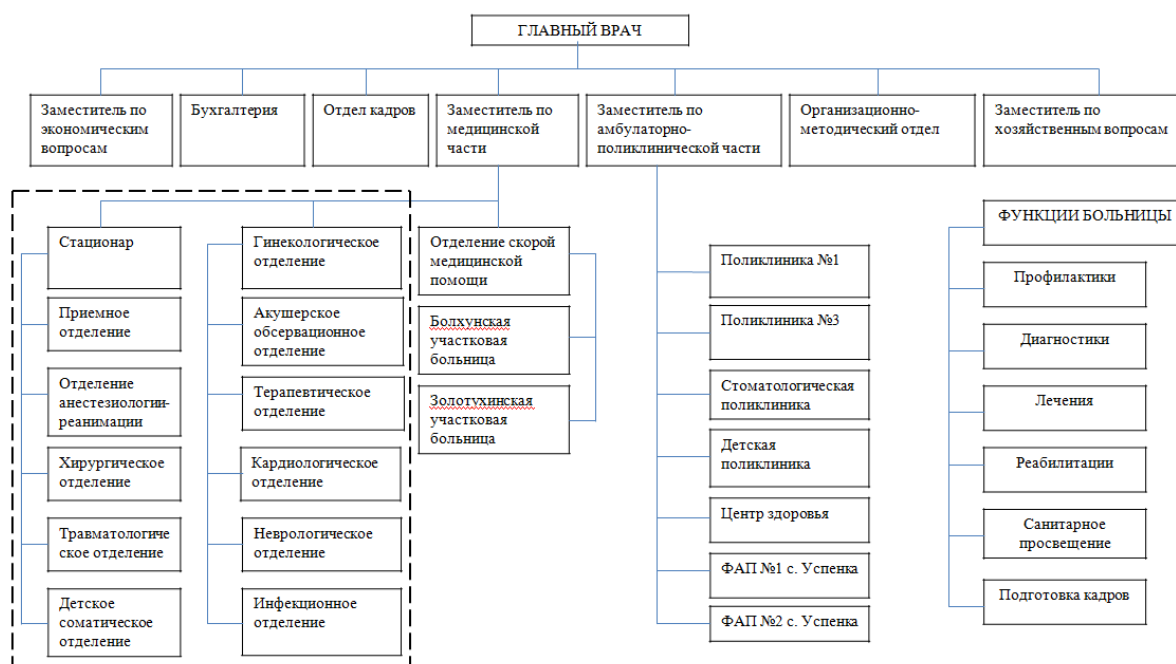 ГЛАВНЫЙ ВРАЧ
Заместитель по
экономическим
вопросам
Бухгалтерия
Отдел кадров
Заместитель по
медицинской
части
Заместитель по
амбулаторно-
поликлинической части
Организационно-
методический отдел
Заместитель по
хозяйственным вопросам
Стационар
Приемное
отделение
Отделение
анестезиологии-
реанимации
Хирургическое
отделение
Травматологиче
ское отделение
Детское
соматическое
отделение
Гинекологическое
отделение
Акушерское
обсервационное
отделение
Терапевтическое
отделение
Кардиологическое
отделение
Неврологическое
отделение
Инфекционное
отделение
Отделение скорой
медицинской
помощи
Болхунская
участковая
больница
Золотухинская
участковая
больница
Поликлиника №1
Поликлиника №3
Стоматологическая
поликлиника
Детская
поликлиника
Центр здоровья
ФАП №1 с. Успенка
ФАП №2 с. Успенка
ФУНКЦИИ БОЛЬНИЦЫ
Профилактики
Диагностики
Лечения
Реабилитации
Санитарное
просвещение
Подготовка кадров